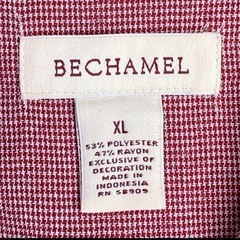 BECHAMEL
XL
53% POLYESTER
47% RAYON
EXCLUSIVE OF
DECORATION
MADE IN
INDONESIA
RN 58909